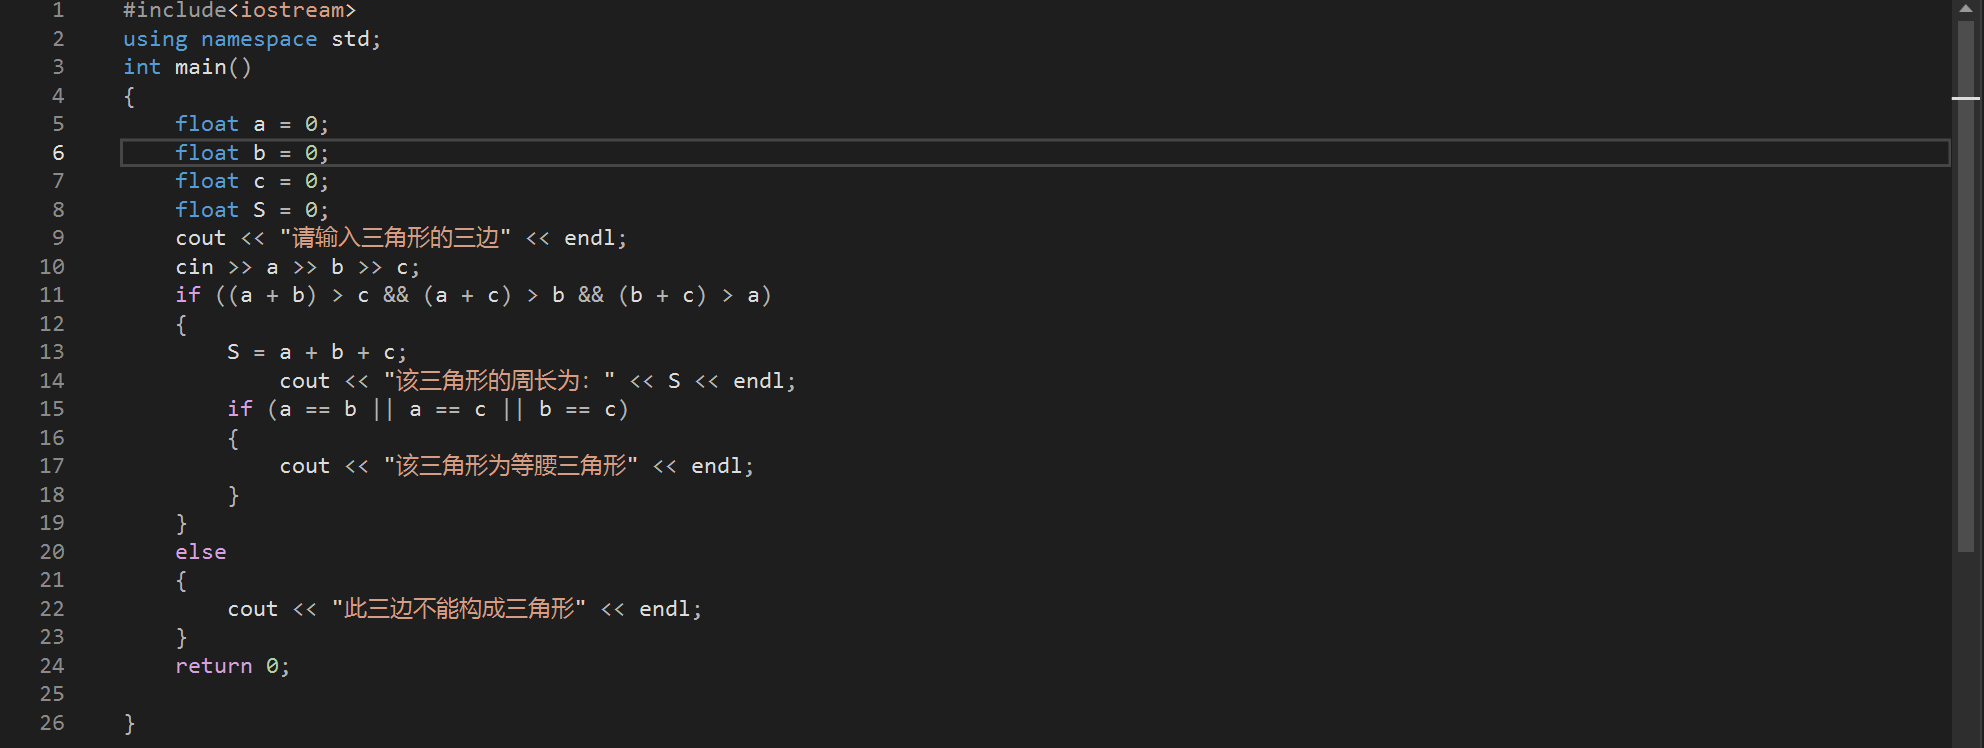 1 #include<iostream>
2 using namespace std;
3 int main()
4 {
5 float a = 0;
6 float b = 0;
7 float c = 0;
8 float S = 0;
9 cout << "请输入三角形的三边" << endl;
10 cin >> a >> b >> c;
11 if ((a + b) > c && (a + c) > b && (b + c) > a)
12 {
13 S = a + b + c;
14 cout << "该三角形的周长为：" << S << endl;
15 if (a == b || a == c || b == c)
16 {
17 cout << "该三角形为等腰三角形" << endl;
18 }
19 }
20 else
21 {
22 cout << "此三边不能构成三角形" << endl;
23 }
24 return 0;
25
26 }